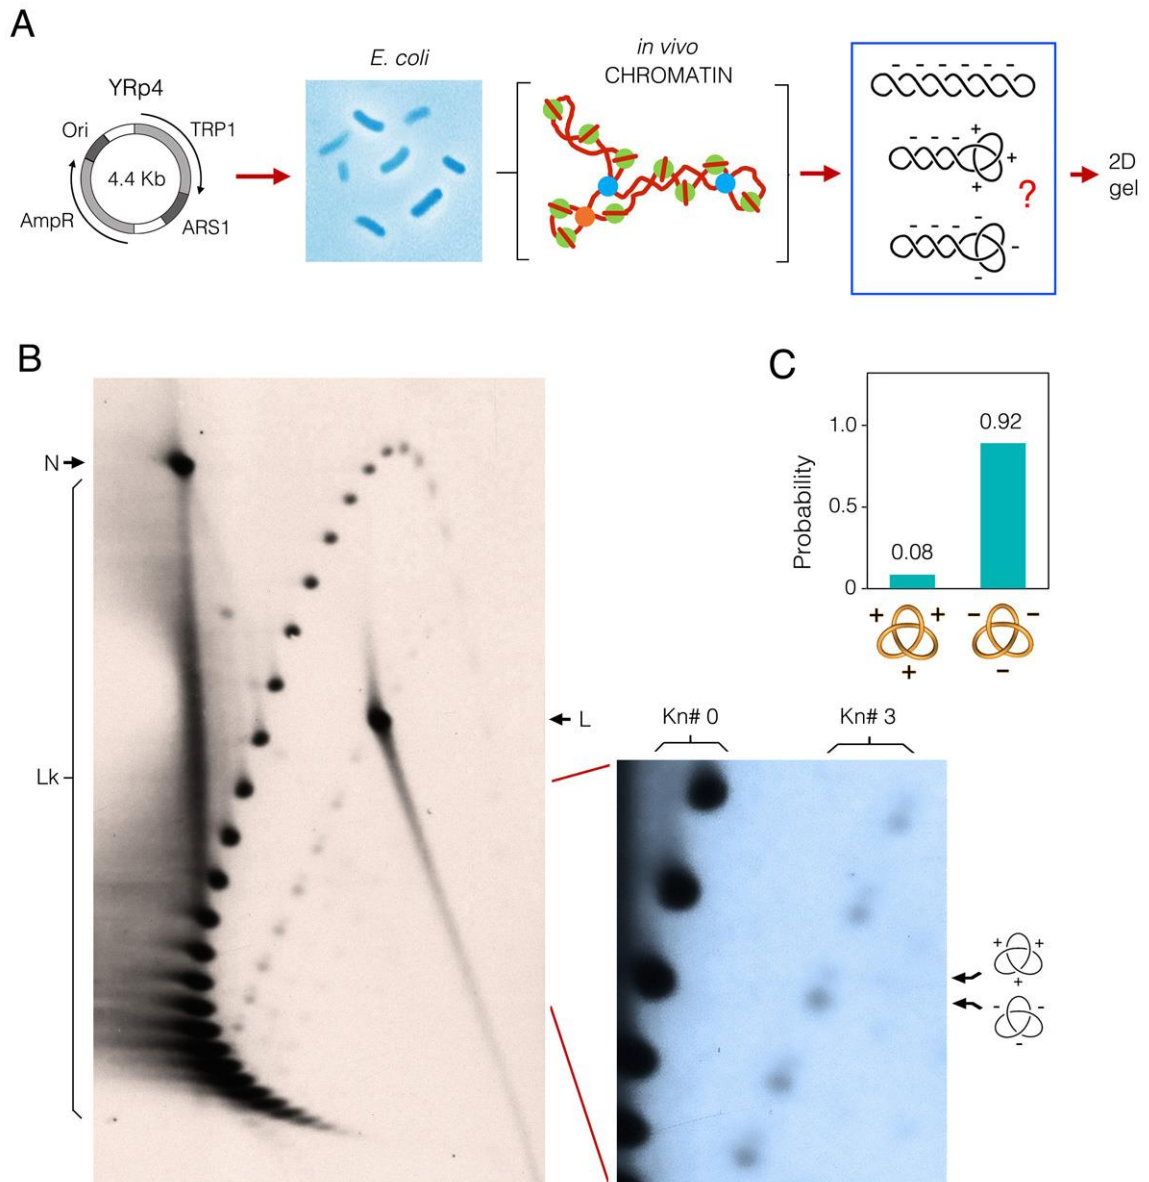 A
YRp4
Ori
TRP1
4.4 Kb
AmpR
ARS1
E. coli
in vivo
CHROMATIN
- - - - - - -
- - - +
+
+
?
- - - -
-
-
2D
gel
B
N
Lk
L
C
Probability
1.0
0.5
0
0.08
0.92
+ + - -
+ -
Kn# 0
Kn# 3
+ +
+
- -
-